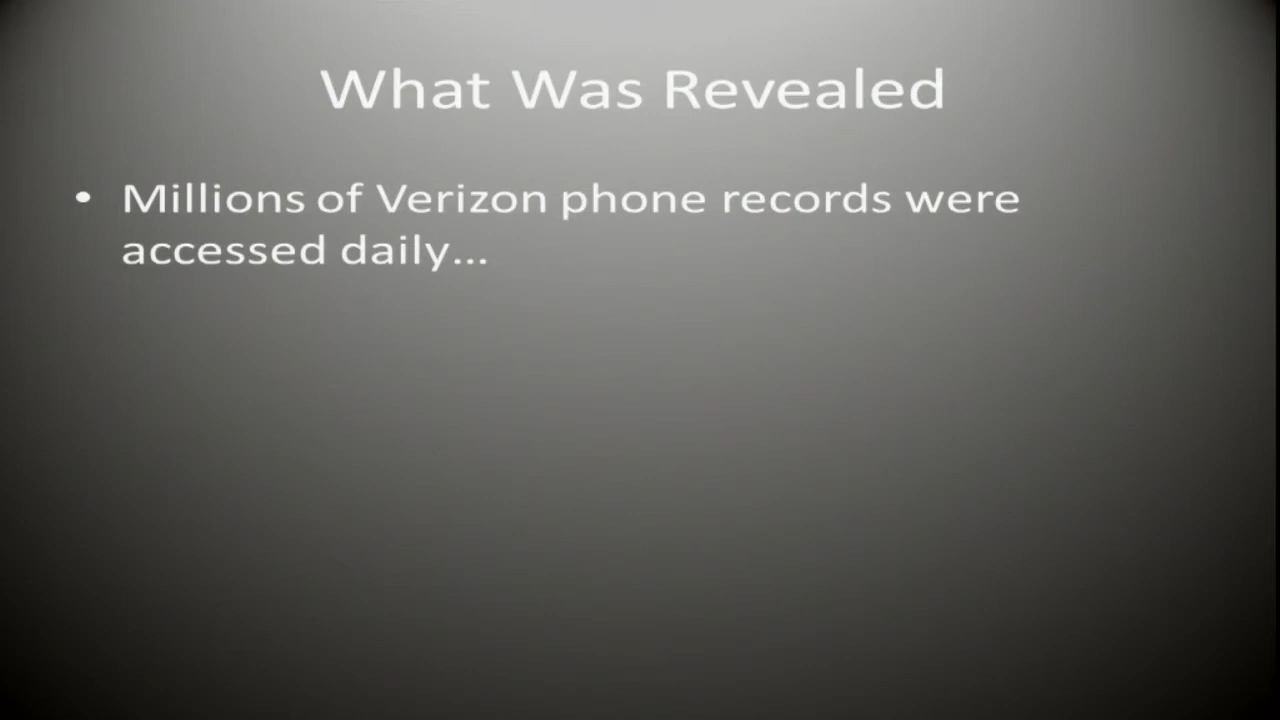 What Was Revealed
• Millions of Verizon phone records were
accessed daily...